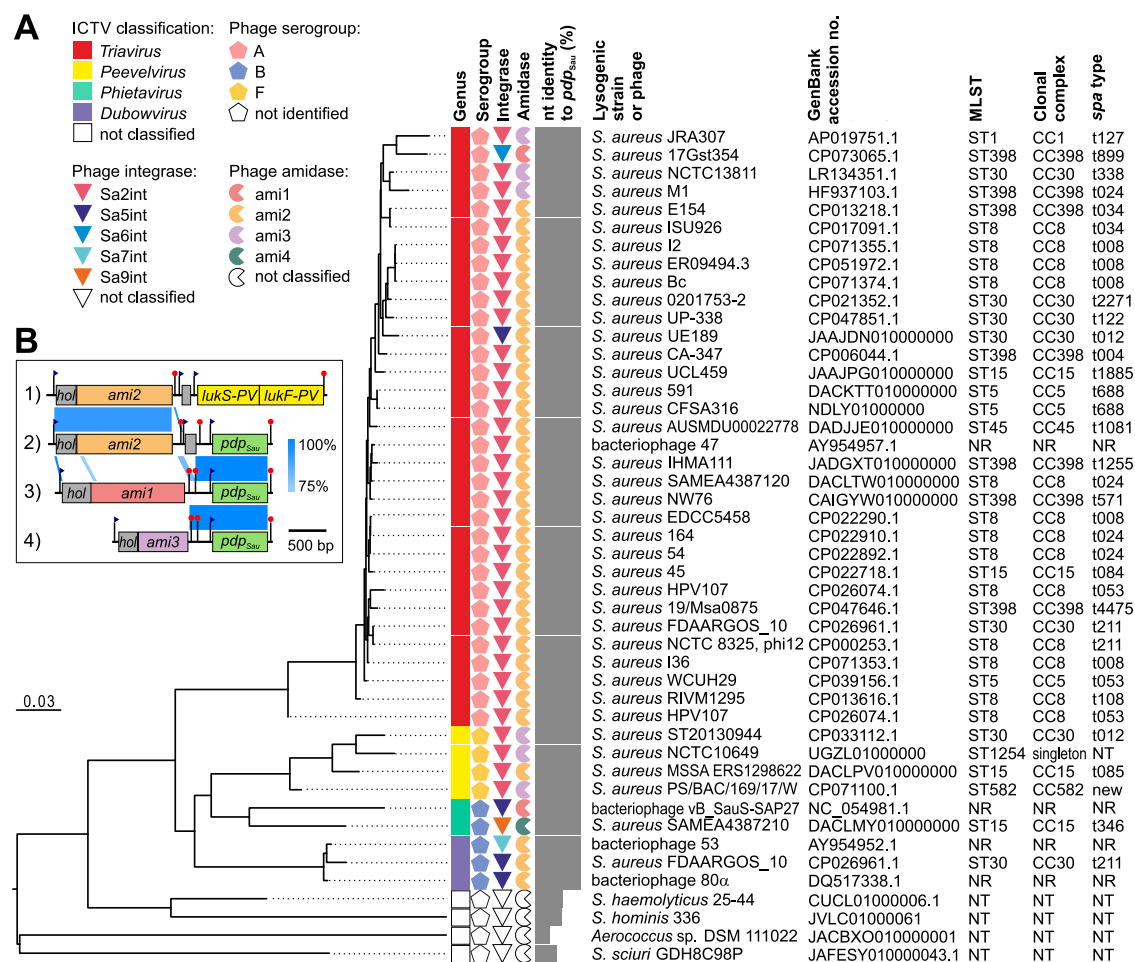 A
ICTV classification:
Triavirus
Peevelvirus
Phietavirus
Dubowvirus
not classified
Phage serogroup:
A
B
F
not identified
Phage integrase:
Sa2int
Sa5int
Sa6int
Sa7int
Sa9int
not classified
Phage amidase:
ami1
ami2
ami3
ami4
not classified
B
1) hol ami2 lukS-PV lukF-PV
2) hol ami2 pdpSau
3) hol ami1 pdpSau
4) hol ami3 pdpSau
100%
75%
500 bp
0.03
Genus
Serogroup
Integrase
Amidase
nt identity
to pdpSau (%)
Lysogenic
strain
or phage
GenBank
accession no.
MLST
Clonal
complex
spa type
S. aureus JRA307 AP019751.1 ST1 CC1 t127
S. aureus 17Gst354 CP073065.1 ST398 CC398 t899
S. aureus NCTC13811 LR134351.1 ST30 CC30 t338
S. aureus M1 HF937103.1 ST398 CC398 t024
S. aureus E154 CP013218.1 ST398 CC398 t034
S. aureus ISU926 CP017091.1 ST8 CC8 t034
S. aureus I2 CP071355.1 ST8 CC8 t008
S. aureus ER09494.3 CP051972.1 ST8 CC8 t008
S. aureus Bc CP071374.1 ST8 CC8 t008
S. aureus 0201753-2 CP021352.1 ST30 CC30 t2271
S. aureus UP-338 CP047851.1 ST30 CC30 t122
S. aureus UE189 JAAJDN010000000 ST30 CC30 t012
S. aureus CA-347 CP006044.1 ST398 CC398 t004
S. aureus UCL459 JAAJPG010000000 ST15 CC15 t1885
S. aureus 591 DACKTT010000000 ST5 CC5 t688
S. aureus CFSA316 NDLY01000000 ST5 CC5 t688
S. aureus AUSMDU00022778 DADJJE010000000 ST45 CC45 t1081
bacteriophage 47 AY954957.1 NR NR NR
S. aureus IHMA111 JADGXT010000000 ST398 CC398 t1255
S. aureus SAMEA4387120 DACLTW010000000 ST8 CC8 t024
S. aureus NW76 CAIGYW010000000 ST398 CC398 t571
S. aureus EDCC5458 CP022290.1 ST8 CC8 t008
S. aureus 164 CP022910.1 ST8 CC8 t024
S. aureus 54 CP022892.1 ST8 CC8 t024
S. aureus 45 CP022718.1 ST15 CC15 t084
S. aureus HPV107 CP026074.1 ST8 CC8 t053
S. aureus 19/Msa0875 CP047646.1 ST398 CC398 t4475
S. aureus FDAARGOS_10 CP026961.1 ST30 CC30 t211
S. aureus NCTC 8325, phi12 CP000253.1 ST8 CC8 t211
S. aureus I36 CP071353.1 ST8 CC8 t008
S. aureus WCUH29 CP039156.1 ST5 CC5 t053
S. aureus RIVM1295 CP013616.1 ST8 CC8 t108
S. aureus HPV107 CP026074.1 ST8 CC8 t053
S. aureus ST20130944 CP033112.1 ST30 CC30 t012
S. aureus NCTC10649 UGZL01000000 ST1254 singleton NT
S. aureus MSSA ERS1298622 DACLPV010000000 ST15 CC15 t085
S. aureus PS/BAC/169/17/W CP071100.1 ST582 CC582 new
bacteriophage vB_SauS-SAP27 NC_054981.1 NR NR NR
S. aureus SAMEA4387210 DACLMY010000000 ST15 CC15 t346
bacteriophage 53 AY954952.1 NR NR NR
S. aureus FDAARGOS_10 CP026961.1 ST30 CC30 t211
bacteriophage 80α DQ517338.1 NR NR NR
S. haemolyticus 25-44 CUCL01000006.1 NT NT NT
S. hominis 336 JVLC01000061 NT NT NT
Aerococcus sp. DSM 111022 JACBXO010000001 NT NT NT
S. sciuri GDH8C98P JAFESY010000043.1 NT NT NT